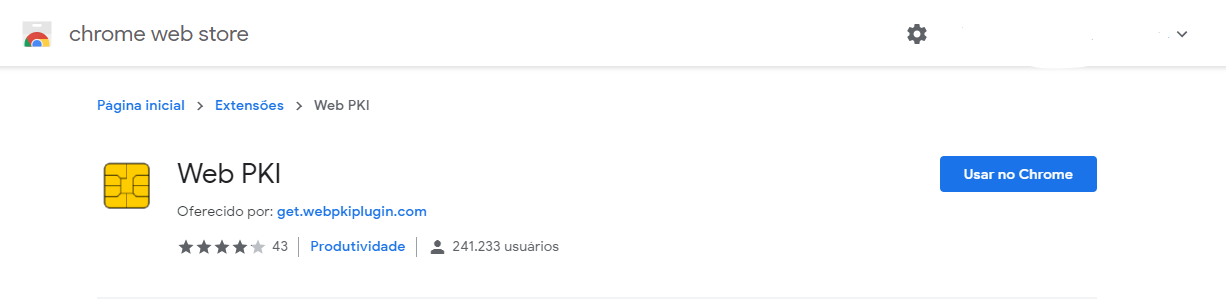 chrome web store
Página inicial > Extensões > Web PKI
Web PKI
Usar no Chrome
Oferecido por: get.webpkiplugin.com
43 Produtividade 241.233 usuários